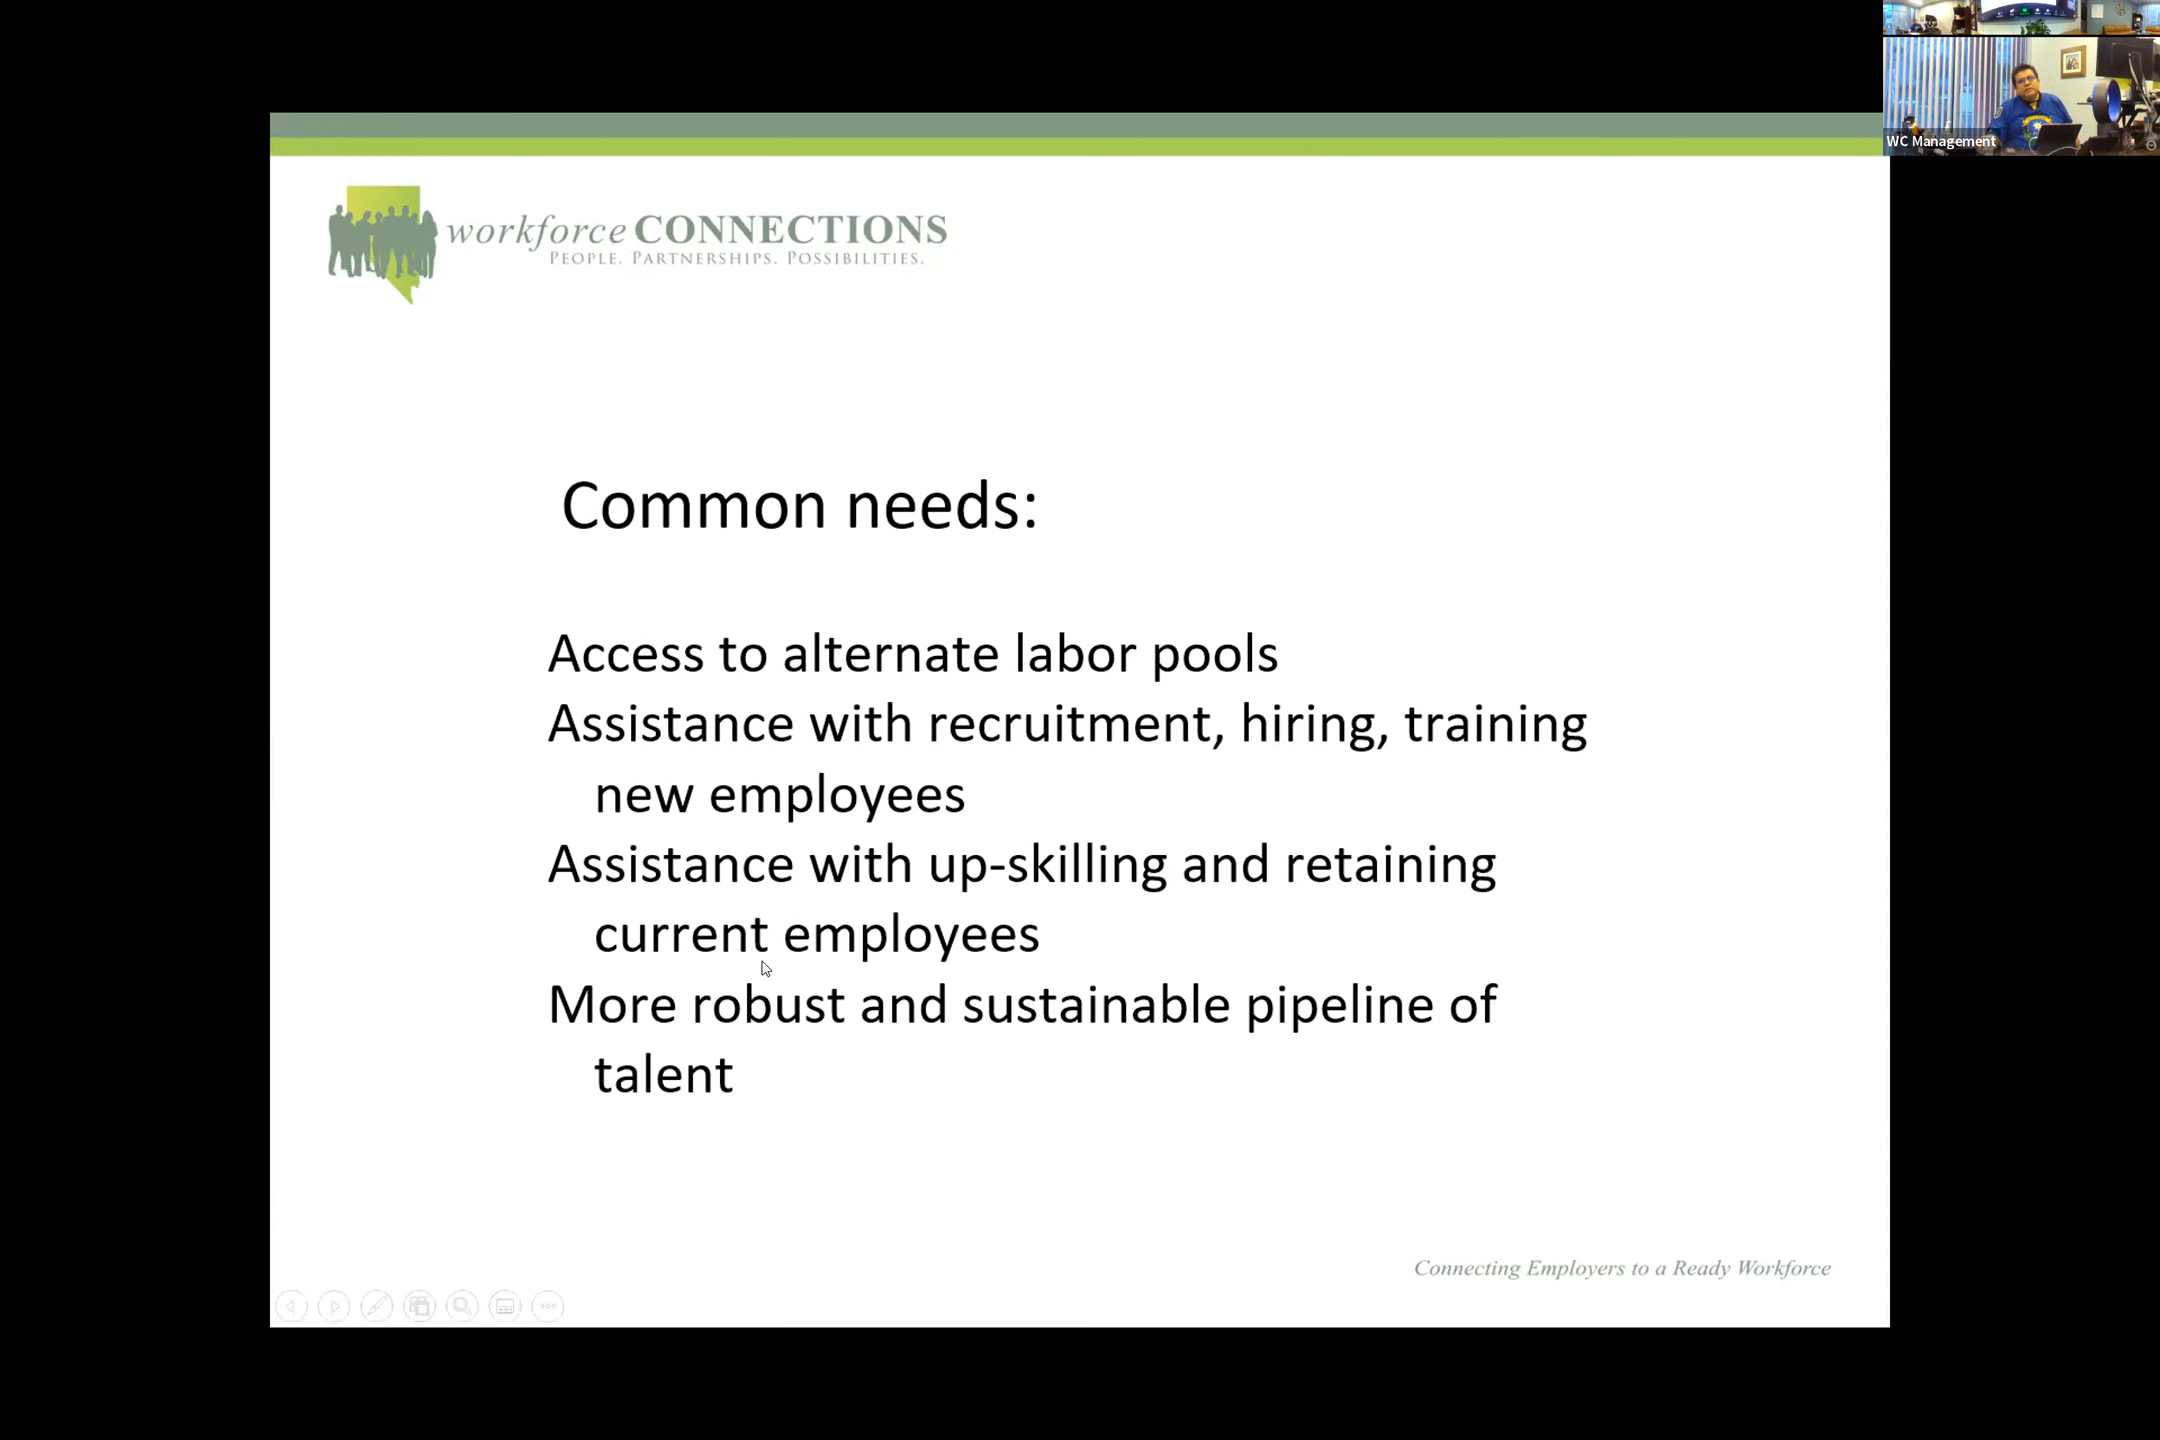 WC Management
workforce CONNECTIONS
PEOPLE. PARTNERSHIPS. POSSIBILITIES.
Common needs:
Access to alternate labor pools
Assistance with recruitment, hiring, training
new employees
Assistance with up-skilling and retaining
current employees
More robust and sustainable pipeline of
talent
Connecting Employers to a Ready Workforce